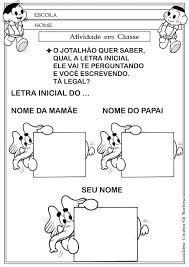 ESCOLA
NOME
Atividade em Classe
O JOTALHÃO QUER SABER,
QUAL A LETRA INICIAL
ELE VAI TE PERGUNTANDO
E VOCÊ ESCREVENDO.
TÁ LEGAL?
LETRA INICIAL DO ...
NOME DA MAMÃE
NOME DO PAPAI
SEU NOME